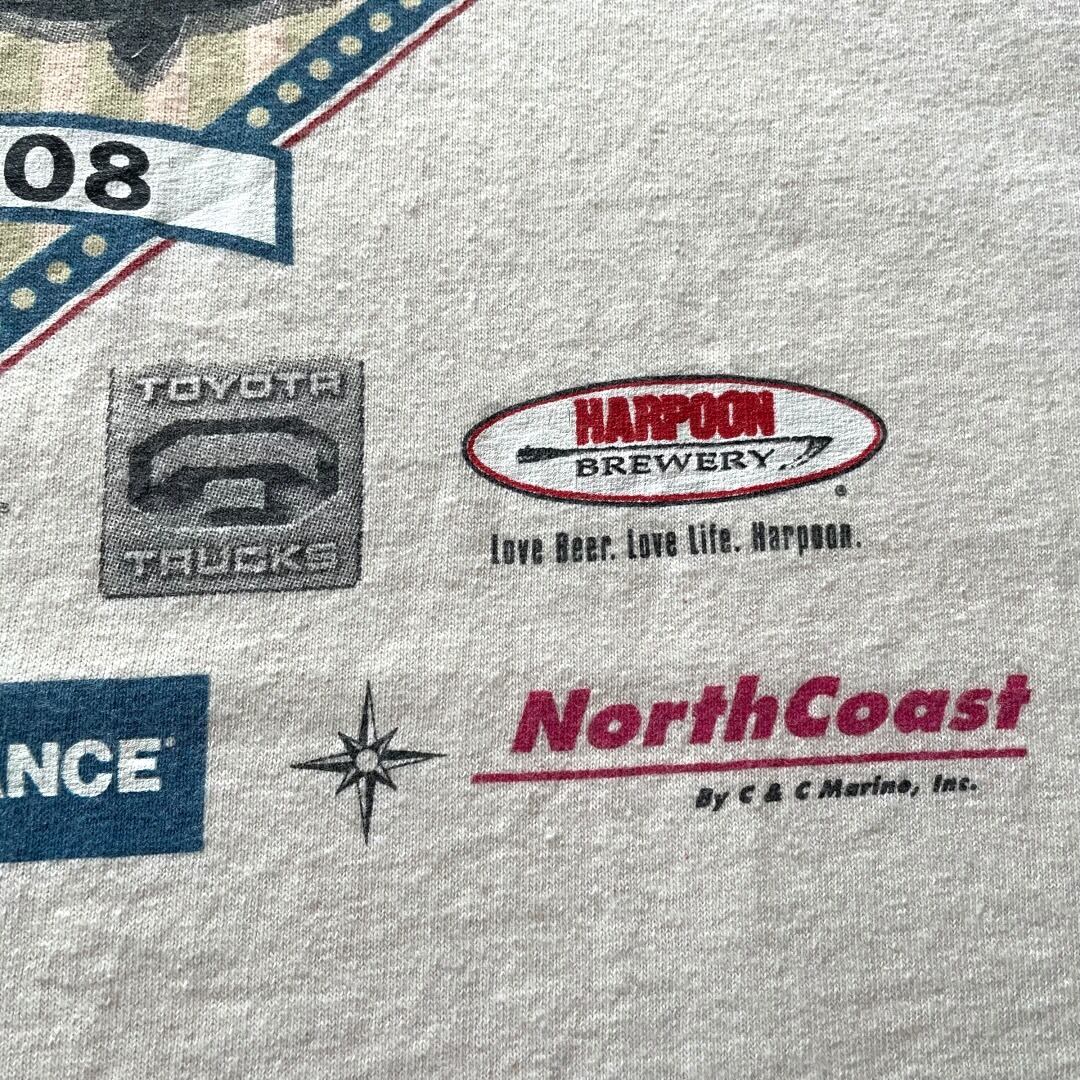 08
TOYOTA
TRUCKS
HARPOON
BREWERY
®
Love Beer. Love Life. Harpoon.
ANCE
NorthCoast
By C & C Marine, Inc.